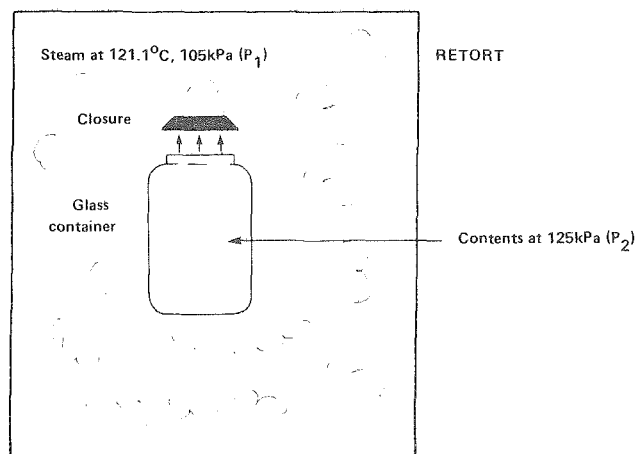 Steam at 121.1°C, 105kPa (P₁)
RETORT
Closure
Glass
container
Contents at 125kPa (P₂)